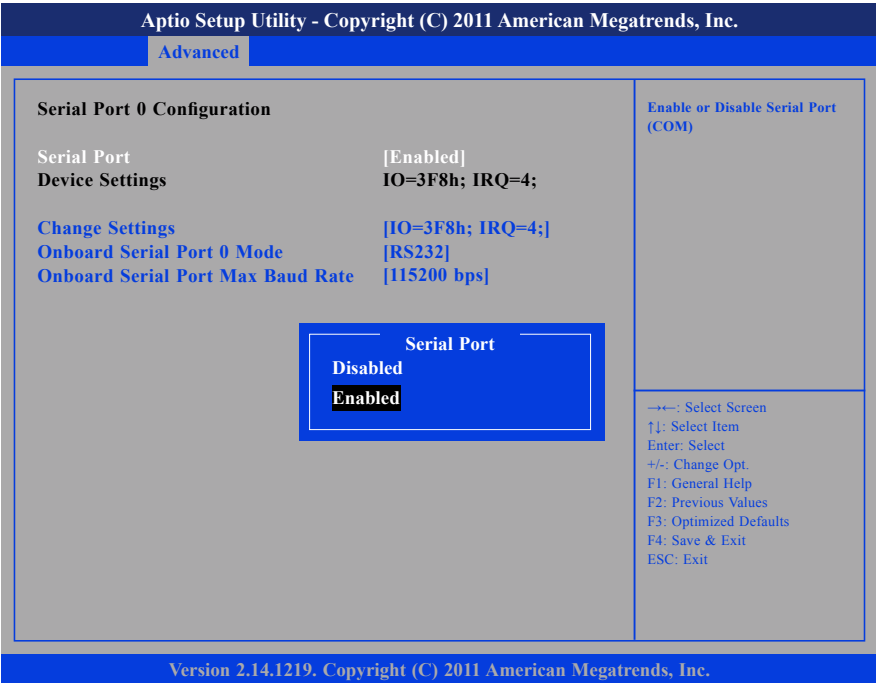 Aptio Setup Utility - Copyright (C) 2011 American Megatrends, Inc.
Advanced
Serial Port 0 Configuration
Serial Port [Enabled]
Device Settings IO=3F8h; IRQ=4;
Change Settings [IO=3F8h; IRQ=4;]
Onboard Serial Port 0 Mode [RS232]
Onboard Serial Port Max Baud Rate [115200 bps]
Serial Port
Disabled
Enabled
Enable or Disable Serial Port
(COM)
→←: Select Screen
↑↓: Select Item
Enter: Select
+/-: Change Opt.
F1: General Help
F2: Previous Values
F3: Optimized Defaults
F4: Save & Exit
ESC: Exit
Version 2.14.1219. Copyright (C) 2011 American Megatrends, Inc.